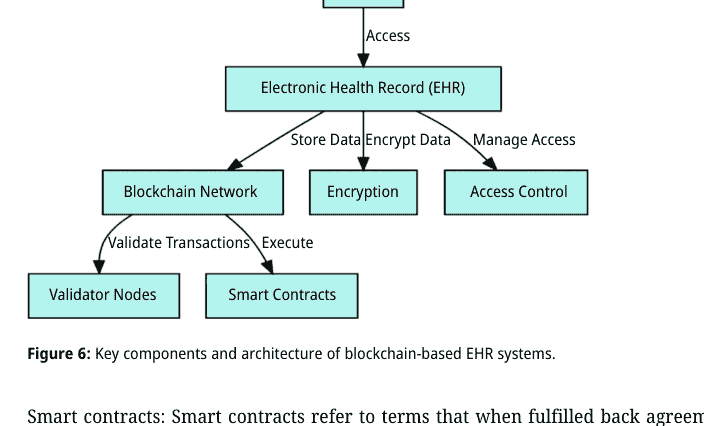 Access
Electronic Health Record (EHR)
Store Data Encrypt Data Manage Access
Blockchain Network Encryption Access Control
Validate Transactions Execute
Validator Nodes Smart Contracts
Figure 6: Key components and architecture of blockchain-based EHR systems.
Smart contracts: Smart contracts refer to terms that when fulfilled back agreem